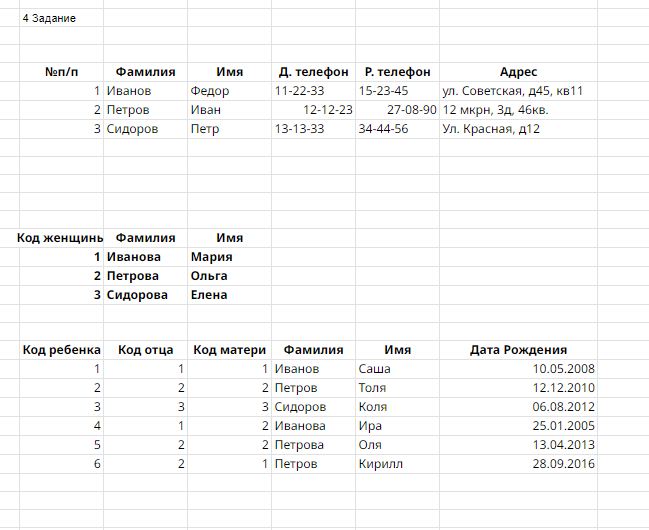 4 Задание
№п/п Фамилия Имя Д. телефон Р. телефон Адрес
1 Иванов Федор 11-22-33 15-23-45 ул. Советская, д45, кв11
2 Петров Иван 12-12-23 27-08-90 12 мкрн, 3д, 46кв.
3 Сидоров Петр 13-13-33 34-44-56 Ул. Красная, д12
Код женщинь Фамилия Имя
1 Иванова Мария
2 Петрова Ольга
3 Сидорова Елена
Код ребенка Код отца Код матери Фамилия Имя Дата Рождения
1 1 1 Иванов Саша 10.05.2008
2 2 2 Петров Толя 12.12.2010
3 3 3 Сидоров Коля 06.08.2012
4 1 2 Иванова Ира 25.01.2005
5 2 2 Петрова Оля 13.04.2013
6 2 1 Петров Кирилл 28.09.2016